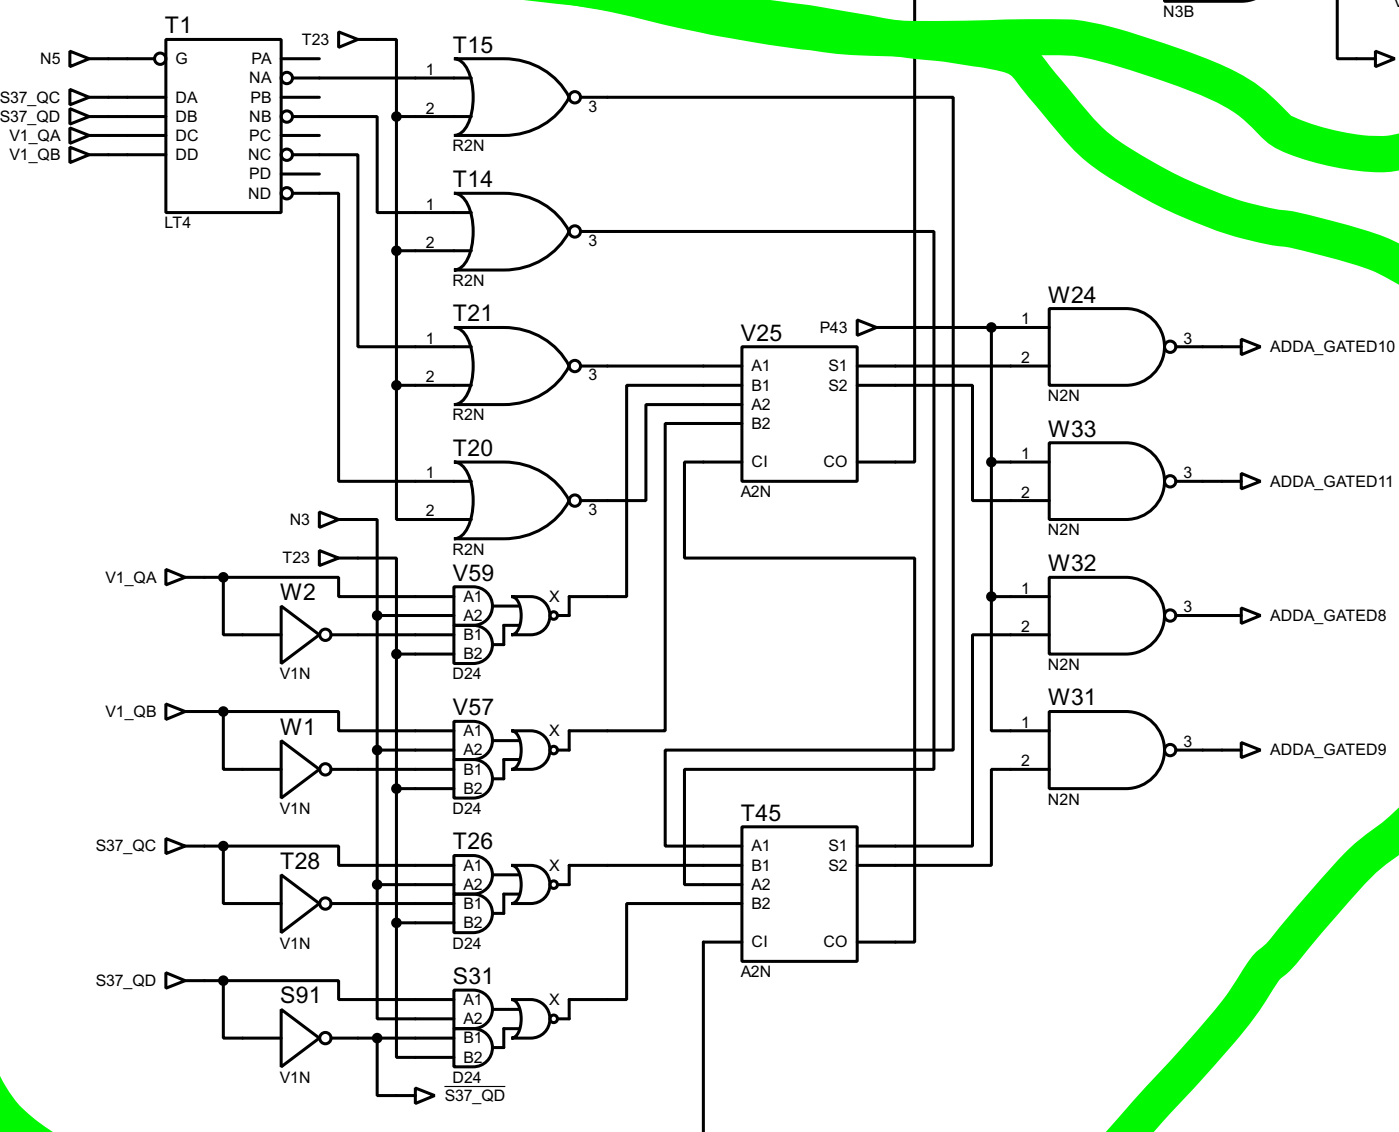 N3B
T1
N5
G
PA
NA
S37_QC
DA
PB
S37_QD
DB
NB
V1_QA
DC
PC
V1_QB
DD
NC
PD
ND
LT4
T23
T15
1
2
3
R2N
T14
1
2
3
R2N
T21
1
2
3
R2N
T20
1
2
3
R2N
V25
A1
S1
B1
S2
A2
B2
CI
CO
A2N
P43
W24
1
2
3
N2N
ADDA_GATED10
W33
1
2
3
N2N
ADDA_GATED11
W32
1
2
3
N2N
ADDA_GATED8
W31
1
2
3
N2N
ADDA_GATED9
N3
T23
V1_QA
W2
V1N
V59
A1
A2
B1
B2
X
D24
V1_QB
W1
V1N
V57
A1
A2
B1
B2
X
D24
S37_QC
T28
V1N
T26
A1
A2
B1
B2
X
D24
S37_QD
S91
V1N
S31
A1
A2
B1
B2
X
D24
S37_QD
T45
A1
S1
B1
S2
A2
B2
CI
CO
A2N